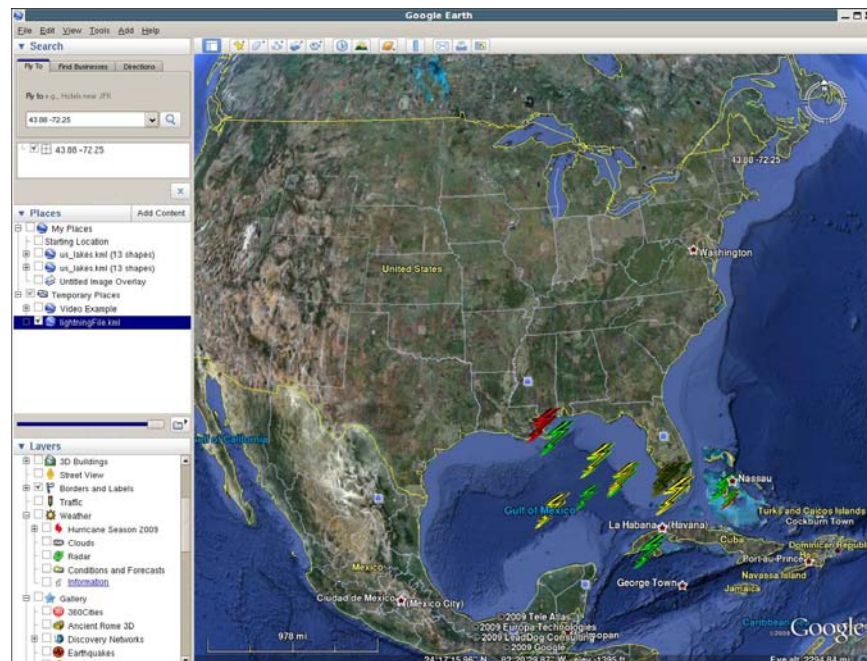 Google Earth
File Edit View Tools Add Help
Search
Fly To Find Businesses Directions
Fly to e.g., Hotels near JFK
43.88 -72.25
43.88 -72.25
Places Add Content
My Places
Starting Location
us_lakes.kml (13 shapes)
us_lakes.kml (13 shapes)
Untitled Image Overlay
Temporary Places
Video Example
lightningFile.kml
Layers
3D Buildings
Street View
Borders and Labels
Traffic
Weather
Hurricane Season 2009
Clouds
Radar
Conditions and Forecasts
Information
Gallery
360Cities
Ancient Rome 3D
Discovery Networks
Earthquakes
43.88 -72.25
Washington
United States
Gulf of California
Gulf of Mexico
Nassau
Turks and Caicos Islands
Cockburn Town
La Habana (Havana)
Cuba
Dominican Republic
Port-au-Prince
Navassa Island
Jamaica
George Town
Mexico
Ciudad de Mexico (Mexico City)
©2009 Tele Atlas
©2009 Europa Technologies
©2009 LeadDog Consulting
©2009 Google
978 mi
©2009 Google